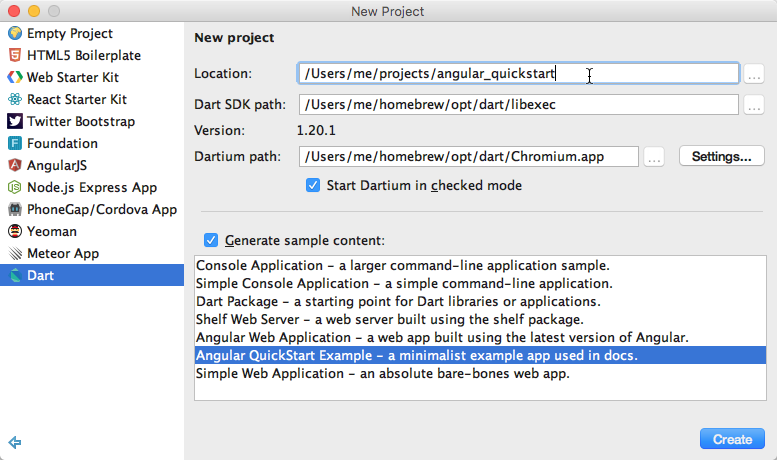 New Project
Empty Project
HTML5 Boilerplate
Web Starter Kit
React Starter Kit
Twitter Bootstrap
Foundation
AngularJS
Node.js Express App
PhoneGap/Cordova App
Yeoman
Meteor App
Dart
New project
Location: /Users/me/projects/angular_quickstart ...
Dart SDK path: /Users/me/homebrew/opt/dart/libexec ...
Version: 1.20.1
Dartium path: /Users/me/homebrew/opt/dart/Chromium.app ... Settings...
Start Dartium in checked mode
Generate sample content:
Console Application – a larger command-line application sample.
Simple Console Application – a simple command-line application.
Dart Package – a starting point for Dart libraries or applications.
Shelf Web Server – a web server built using the shelf package.
Angular Web Application – a web app built using the latest version of Angular.
Angular QuickStart Example – a minimalist example app used in docs.
Simple Web Application – an absolute bare-bones web app.
Create